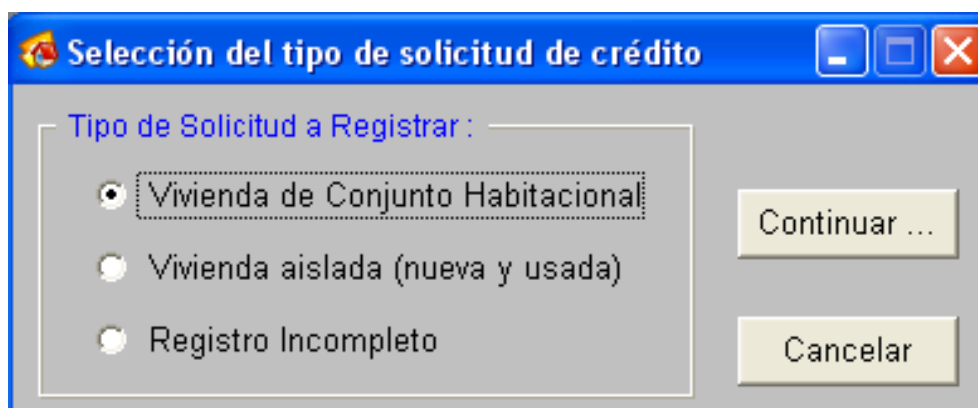 Selección del tipo de solicitud de crédito
Tipo de Solicitud a Registrar :
Vivienda de Conjunto Habitacional
Vivienda aislada (nueva y usada)
Registro Incompleto
Continuar ...
Cancelar